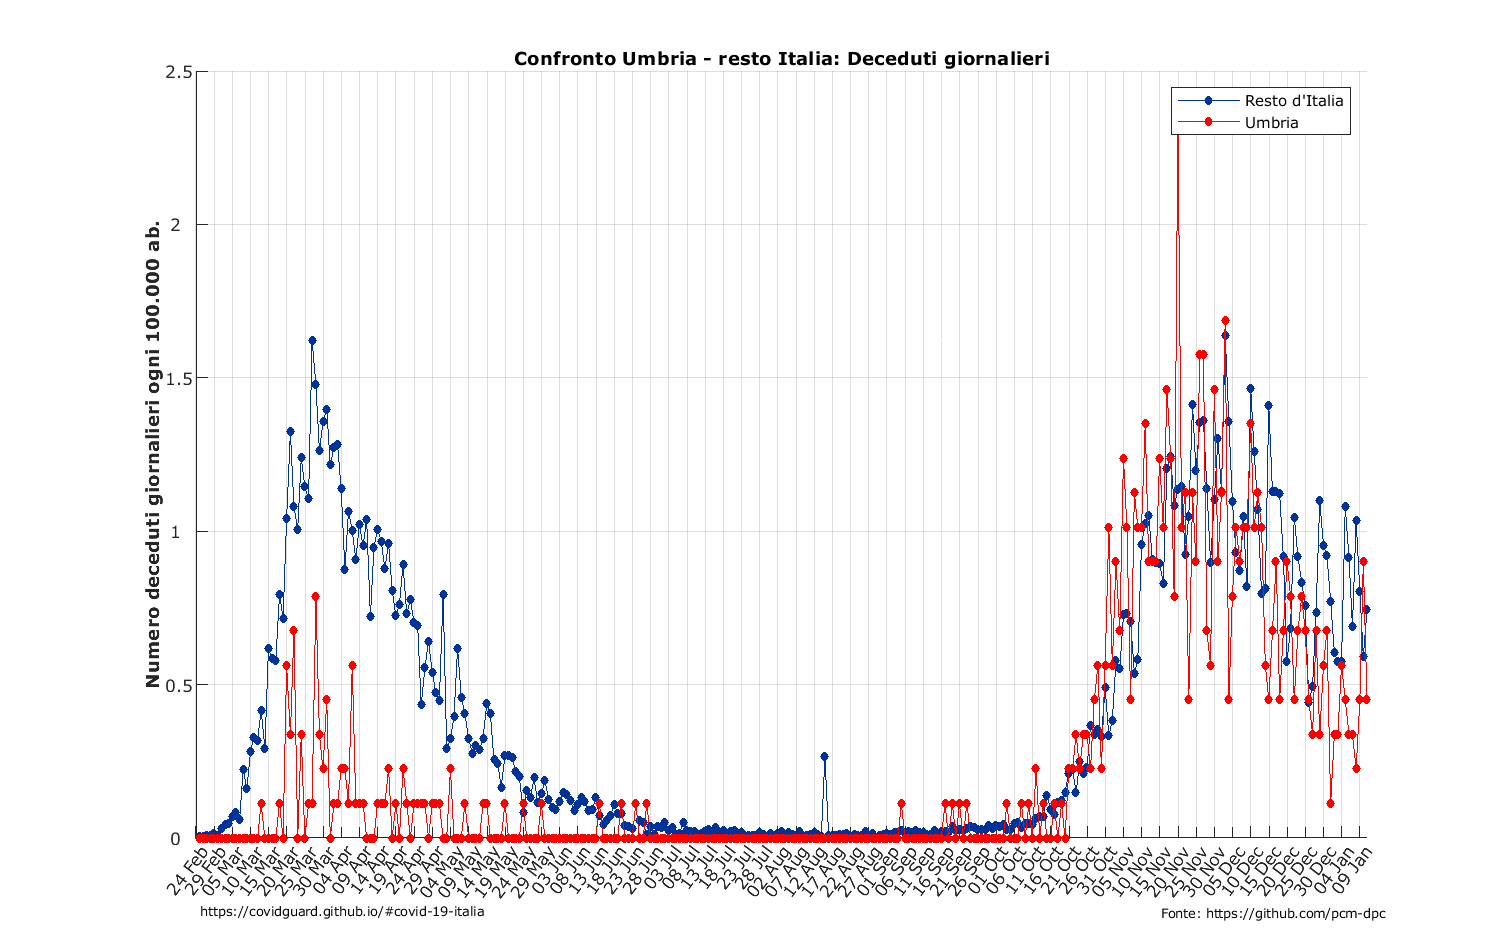 Confronto Umbria - resto Italia: Deceduti giornalieri
2.5
2
1.5
1
0.5
0
Numero deceduti giornalieri ogni 100.000 ab.
Resto d'Italia
Umbria
24 Feb
29 Feb
05 Mar
10 Mar
15 Mar
20 Mar
25 Mar
30 Mar
04 Apr
09 Apr
14 Apr
19 Apr
24 Apr
29 Apr
04 May
09 May
14 May
19 May
24 May
29 May
03 Jun
08 Jun
13 Jun
18 Jun
23 Jun
28 Jun
03 Jul
08 Jul
13 Jul
18 Jul
23 Jul
28 Jul
02 Aug
07 Aug
12 Aug
17 Aug
22 Aug
27 Aug
01 Sep
06 Sep
11 Sep
16 Sep
21 Sep
26 Sep
01 Oct
06 Oct
11 Oct
16 Oct
21 Oct
26 Oct
31 Oct
05 Nov
10 Nov
15 Nov
20 Nov
25 Nov
30 Nov
05 Dec
10 Dec
15 Dec
20 Dec
25 Dec
30 Dec
04 Jan
09 Jan
https://covidguard.github.io/#covid-19-italia
Fonte: https://github.com/pcm-dpc